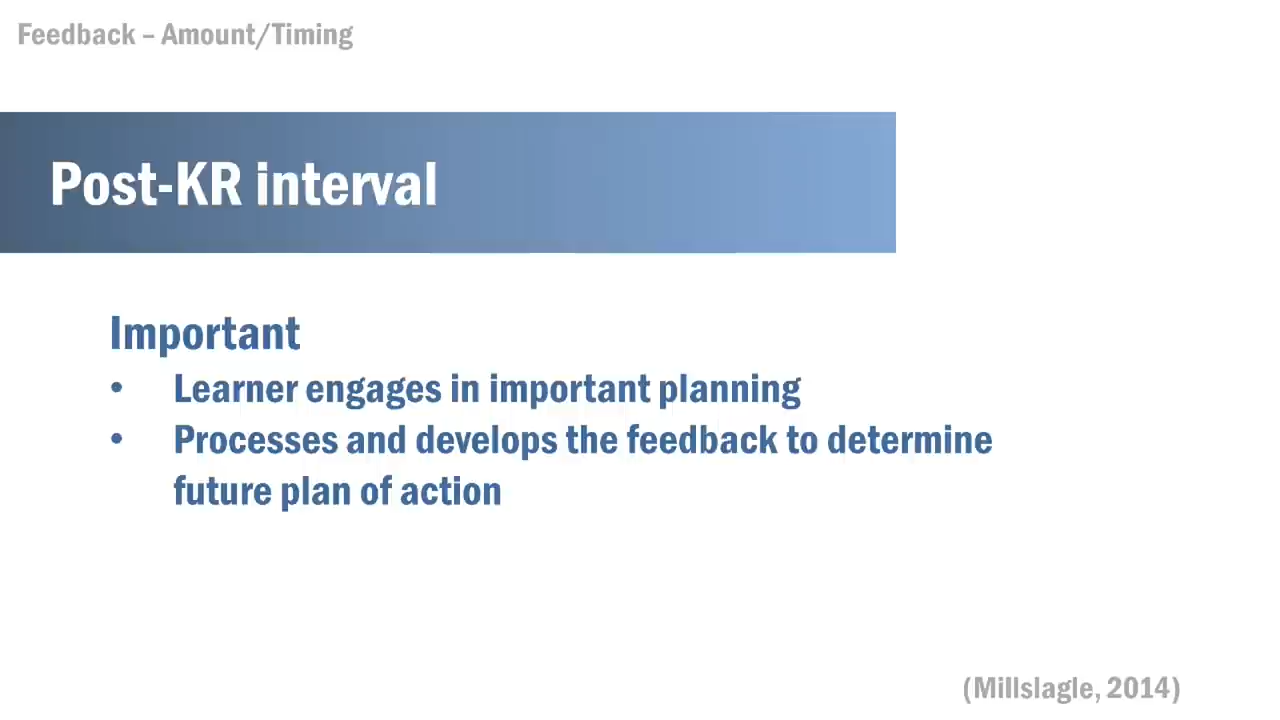 Feedback – Amount/Timing
Post-KR interval
Important
• Learner engages in important planning
• Processes and develops the feedback to determine
future plan of action
(Millslagle, 2014)